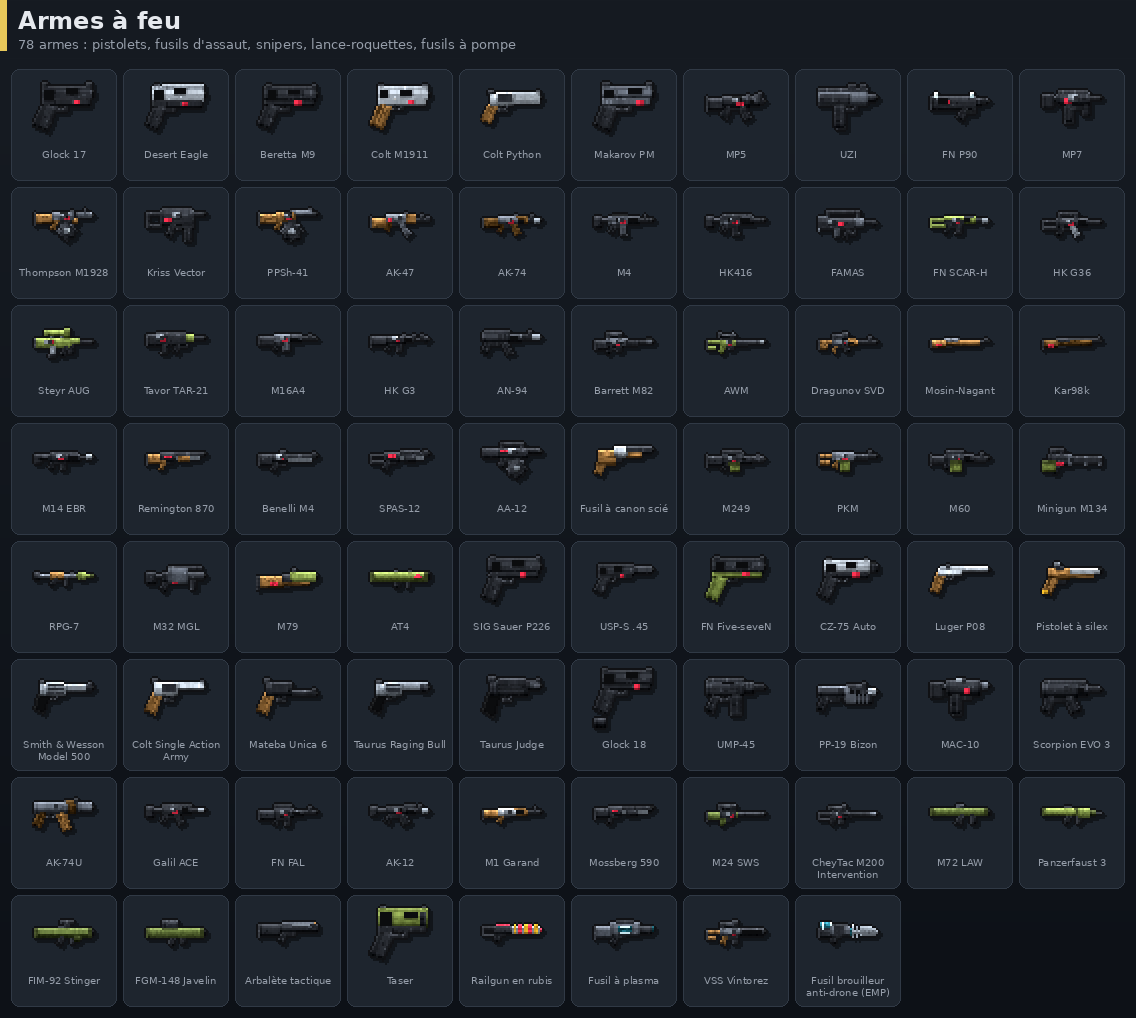 Armes à feu
78 armes : pistolets, fusils d'assaut, snipers, lance-roquettes, fusils à pompe
Glock 17
Desert Eagle
Beretta M9
Colt M1911
Colt Python
Makarov PM
MP5
UZI
FN P90
MP7
Thompson M1928
Kriss Vector
PPSh-41
AK-47
AK-74
M4
HK416
FAMAS
FN SCAR-H
HK G36
Steyr AUG
Tavor TAR-21
M16A4
HK G3
AN-94
Barrett M82
AWM
Dragunov SVD
Mosin-Nagant
Kar98k
M14 EBR
Remington 870
Benelli M4
SPAS-12
AA-12
Fusil à canon scié
M249
PKM
M60
Minigun M134
RPG-7
M32 MGL
M79
AT4
SIG Sauer P226
USP-S .45
FN Five-seveN
CZ-75 Auto
Luger P08
Pistolet à silex
Smith & Wesson
Model 500
Colt Single Action
Army
Mateba Unica 6
Taurus Raging Bull
Taurus Judge
Glock 18
UMP-45
PP-19 Bizon
MAC-10
Scorpion EVO 3
AK-74U
Galil ACE
FN FAL
AK-12
M1 Garand
Mossberg 590
M24 SWS
CheyTac M200
Intervention
M72 LAW
Panzerfaust 3
FIM-92 Stinger
FGM-148 Javelin
Arbalète tactique
Taser
Railgun en rubis
Fusil à plasma
VSS Vintorez
Fusil brouilleur
anti-drone (EMP)